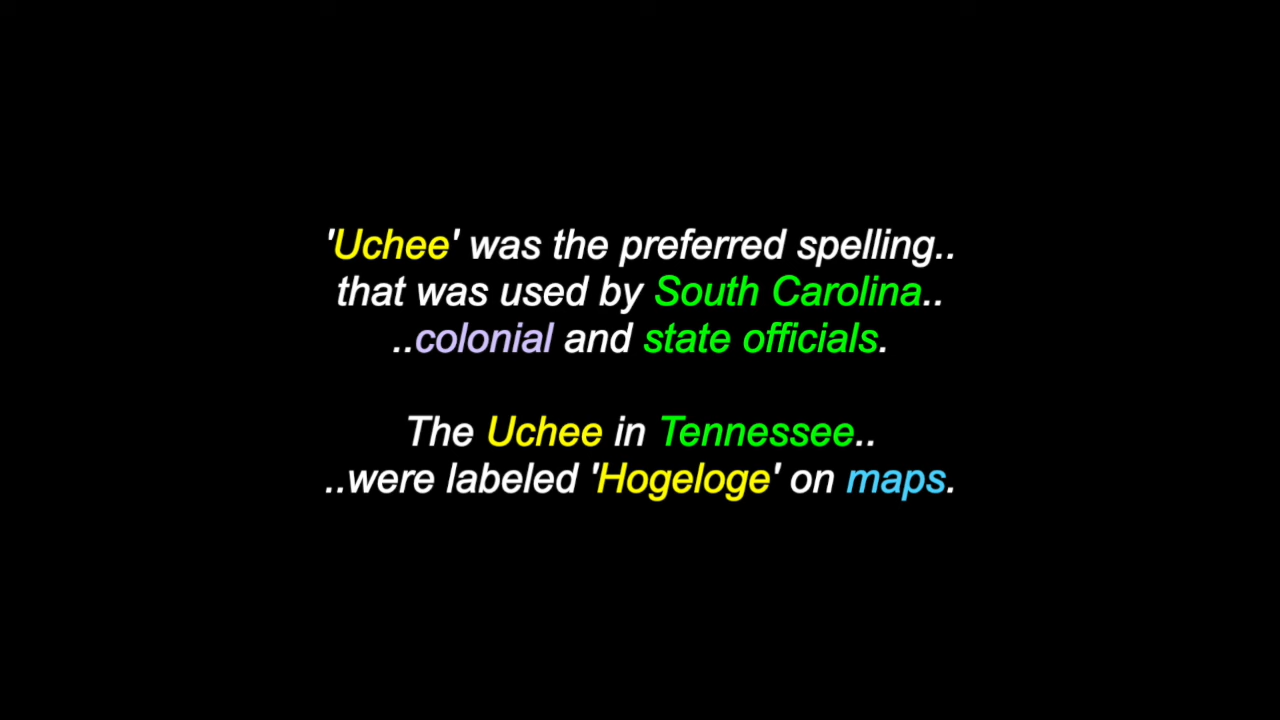 'Uchee' was the preferred spelling..
that was used by South Carolina..
..colonial and state officials.
The Uchee in Tennessee..
..were labeled 'Hogeloge' on maps.